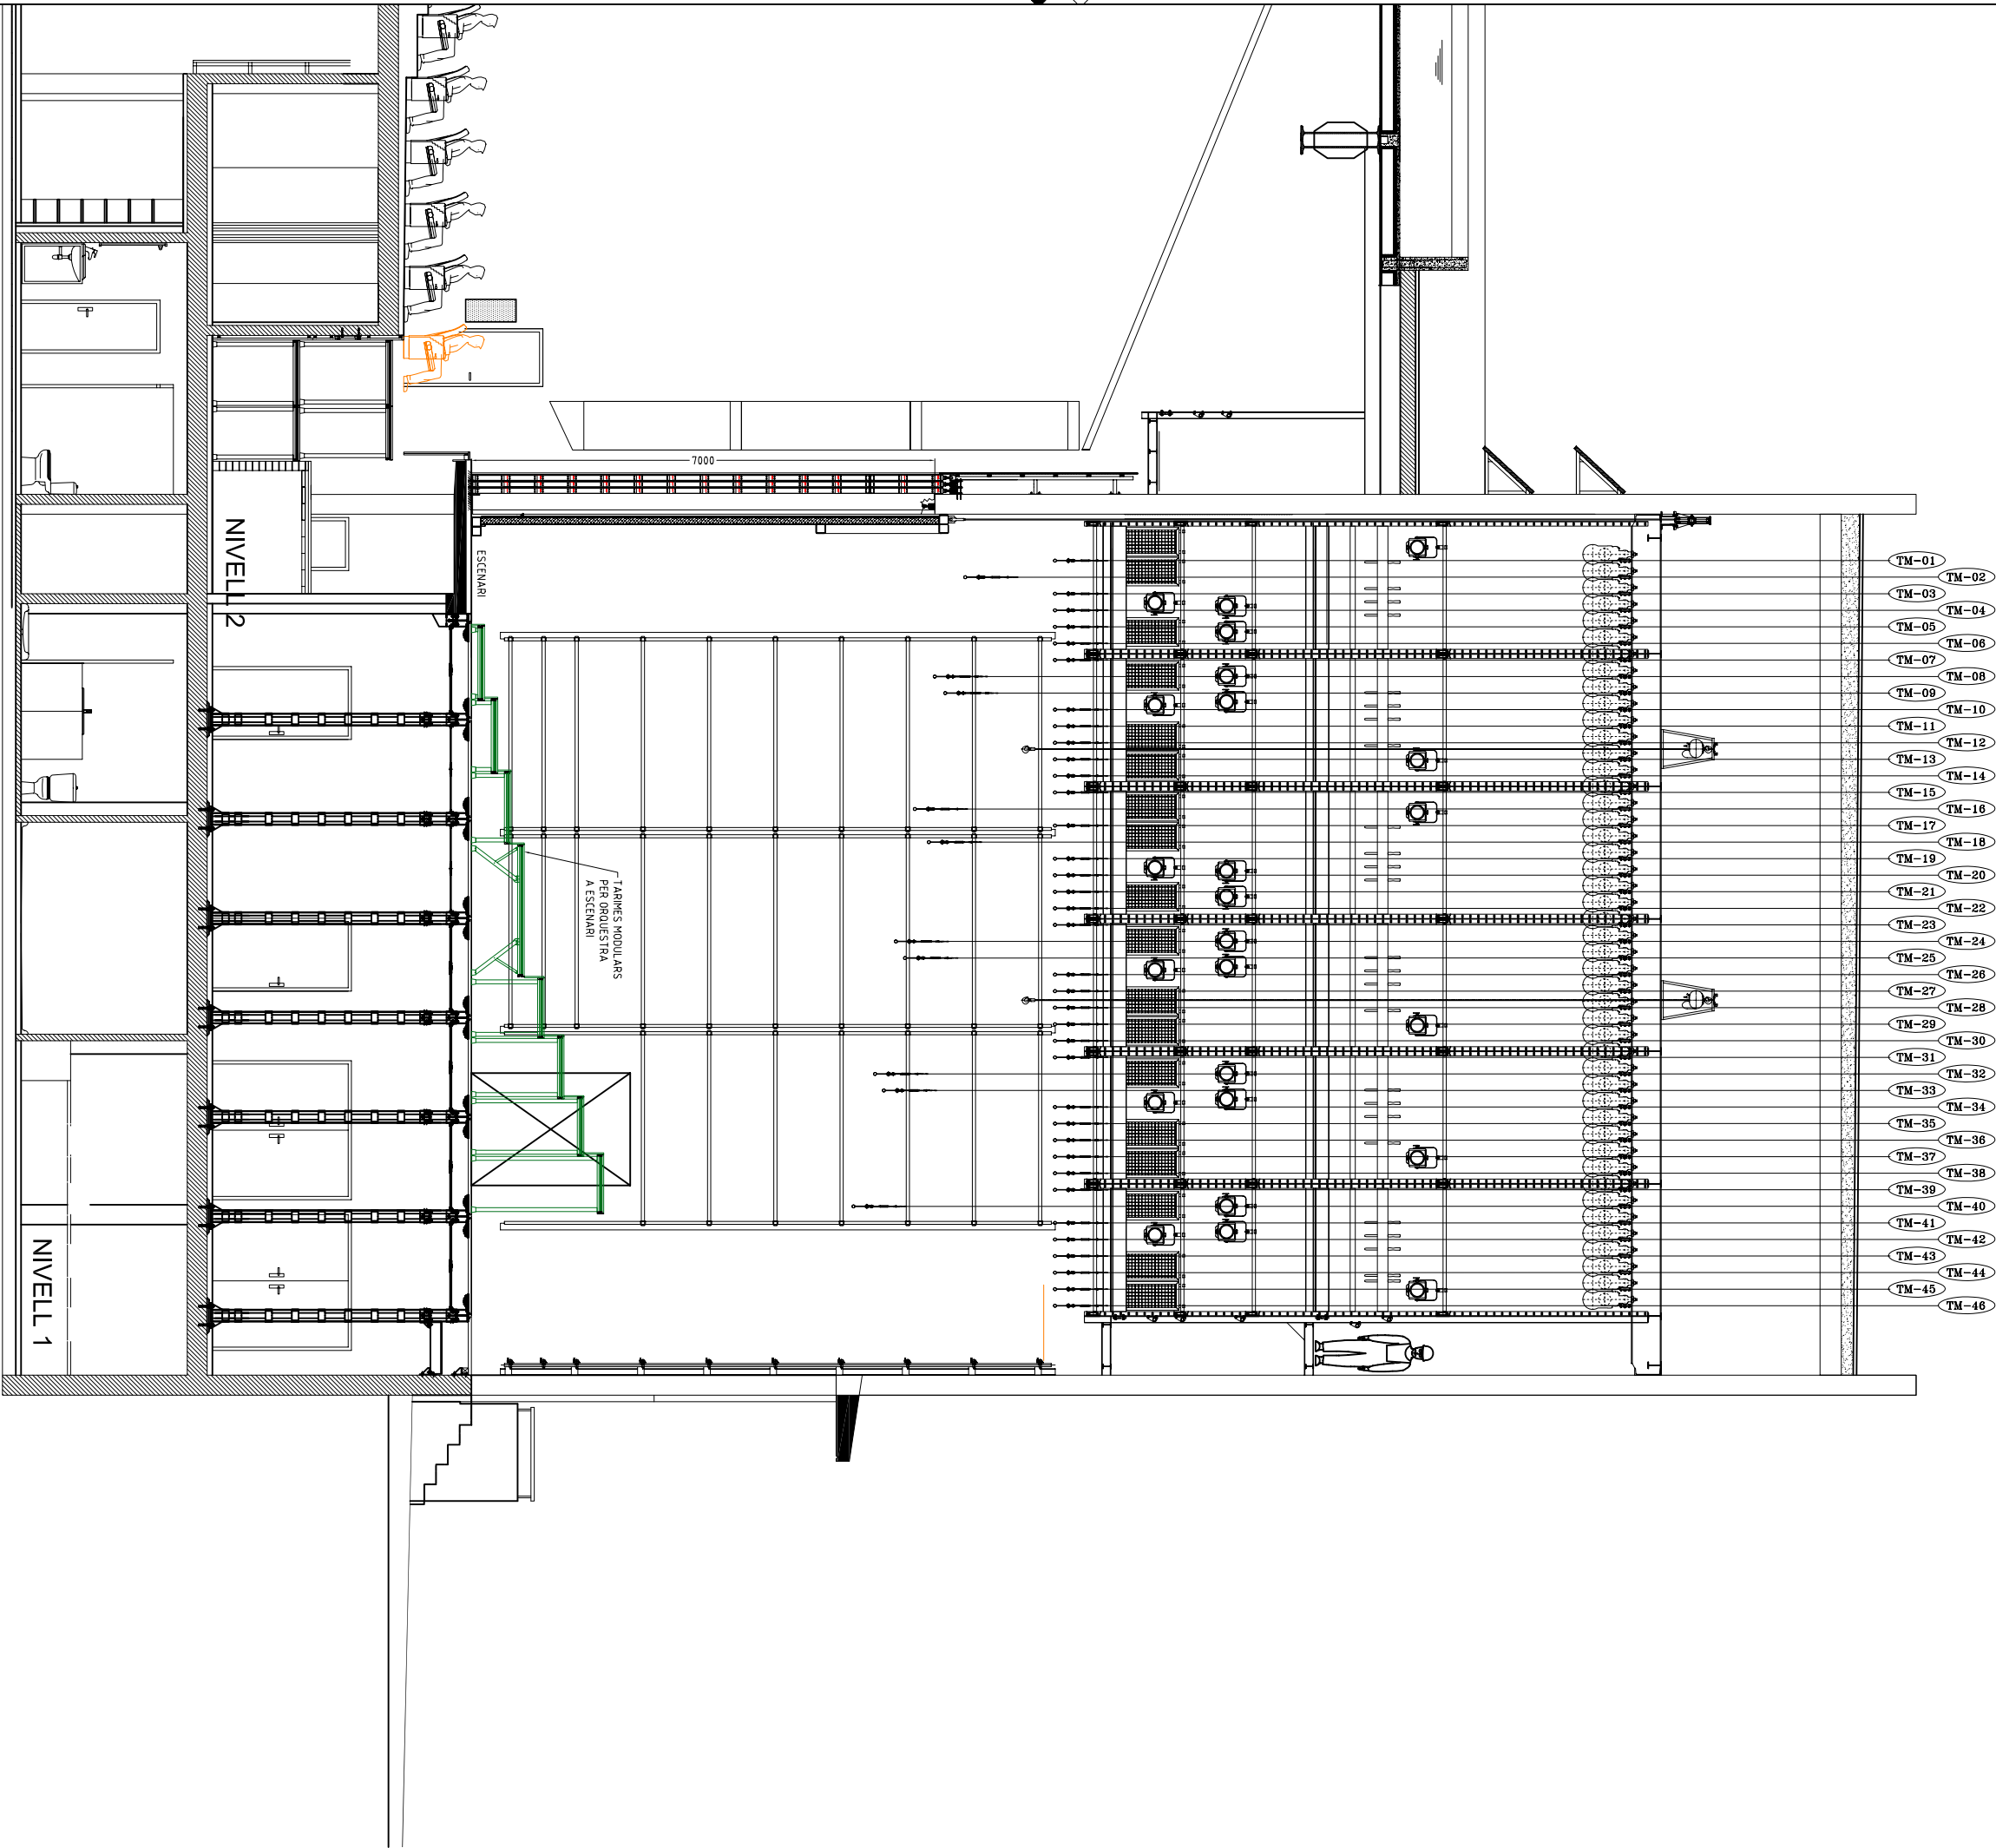 TM-01
TM-02
TM-03
TM-04
TM-05
TM-06
TM-07
TM-08
TM-09
TM-10
TM-11
TM-12
TM-13
TM-14
TM-15
TM-16
TM-17
TM-18
TM-19
TM-20
TM-21
TM-22
TM-23
TM-24
TM-25
TM-26
TM-27
TM-28
TM-29
TM-30
TM-31
TM-32
TM-33
TM-34
TM-35
TM-36
TM-37
TM-38
TM-39
TM-40
TM-41
TM-42
TM-43
TM-44
TM-45
TM-46
7000
ESCENARI
TARIMES MODULARS
PER ORQUESTRA
A ESCENARI
NIVELL 2
NIVELL 1